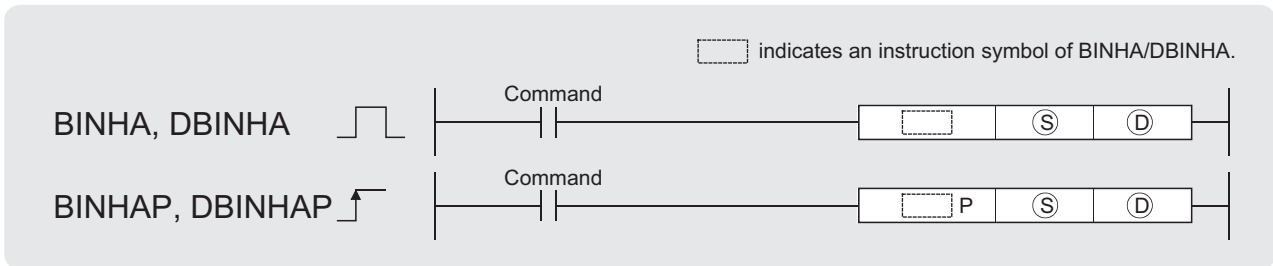 indicates an instruction symbol of BINHA/DBINHA.
Command
BINHA, DBINHA Ⓢ Ⓓ
Command
BINHAP, DBINHAP P Ⓢ Ⓓ